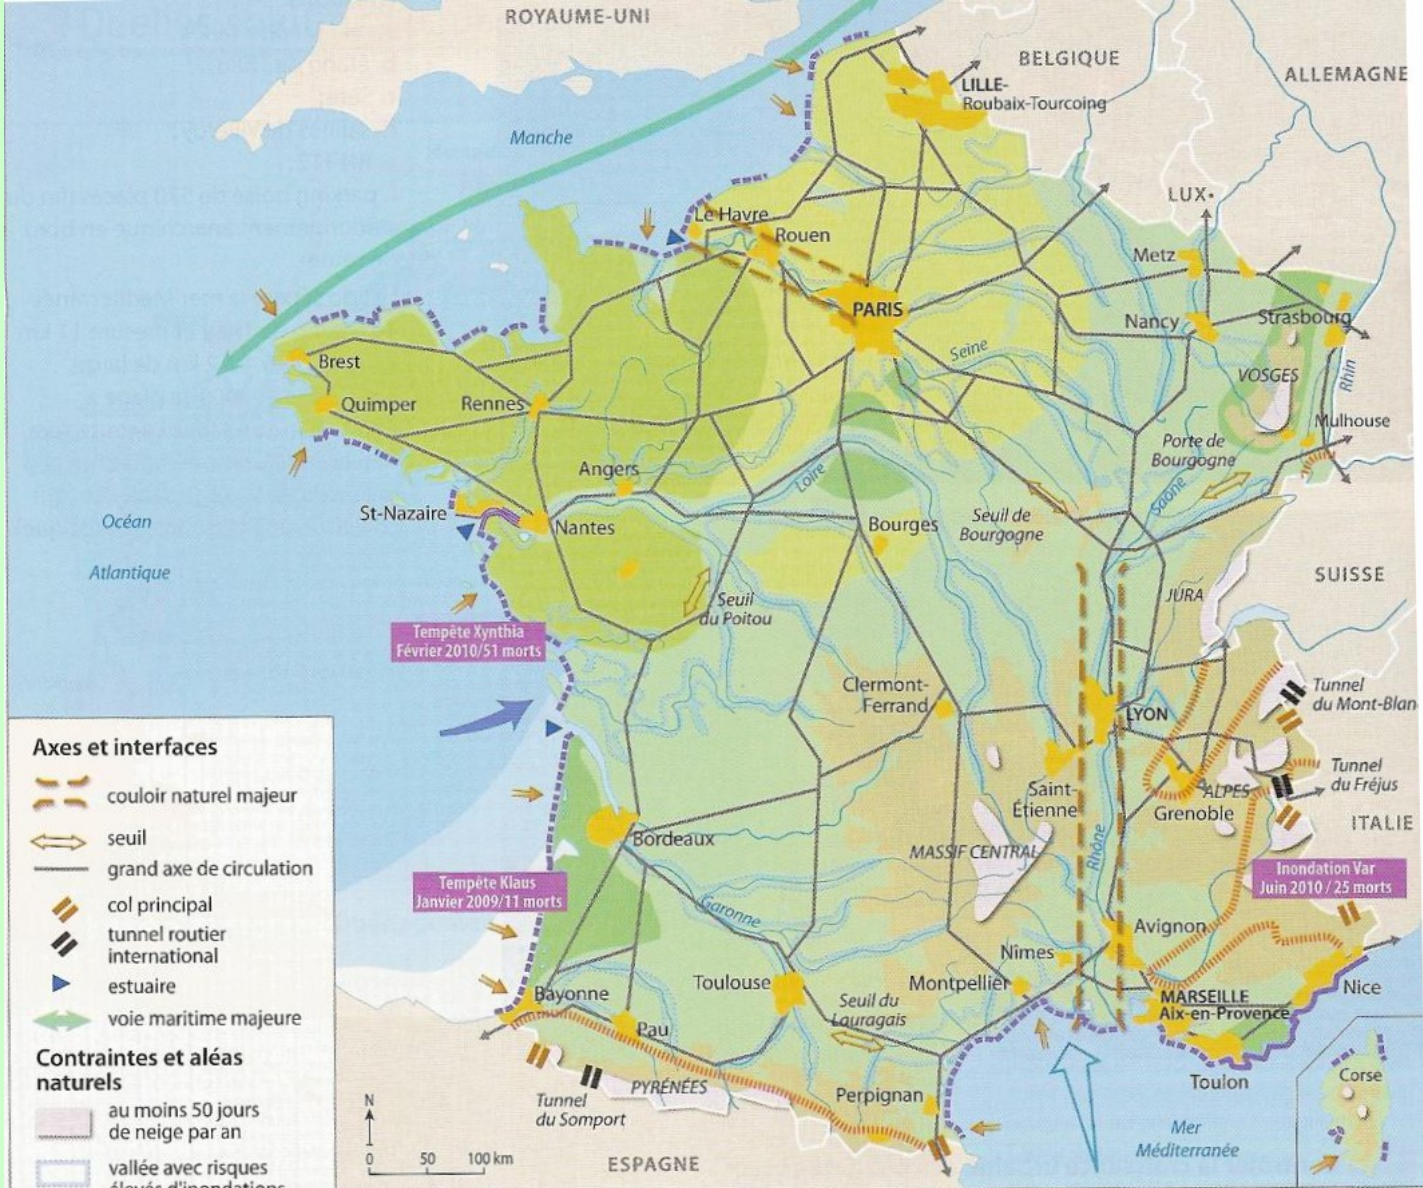 ROYAUME-UNI
BELGIQUE
ALLEMAGNE
LILLE-
Roubaix-Tourcoing
Manche
LUX
Le Havre
Rouen
Metz
PARIS
Nancy
Strasbourg
Seine
Rhin
Brest
VOSGES
Quimper
Rennes
Mulhouse
Porte de
Bourgogne
Angers
Loire
Saône
St-Nazaire
Nantes
Bourges
Seuil de
Bourgogne
Océan
Atlantique
SUISSE
JURA
Seuil
du Poitou
Tempête Xynthia
Février 2010/51 morts
Clermont-
Ferrand
LYON
Tunnel
du Mont-Blan
Tunnel
du Fréjus
Saint-
Étienne
ALPES
Grenoble
ITALIE
Bordeaux
MASSIF CENTRAL
Rhône
Tempête Klaus
Janvier 2009/11 morts
Inondation Var
Juin 2010 / 25 morts
Garonne
Avignon
Nîmes
Toulouse
Montpellier
Bayonne
Seuil du
Lauragais
MARSEILLE
Aix-en-Provence
Nice
Pau
PYRÉNÉES
Tunnel
du Somport
Perpignan
Toulon
Corse
Mer
Méditerranée
ESPAGNE
N
0 50 100 km
Axes et interfaces
couloir naturel majeur
seuil
grand axe de circulation
col principal
tunnel routier
international
estuaire
voie maritime majeure
Contraintes et aléas
naturels
au moins 50 jours
de neige par an
vallée avec risques
élevés d'inondations